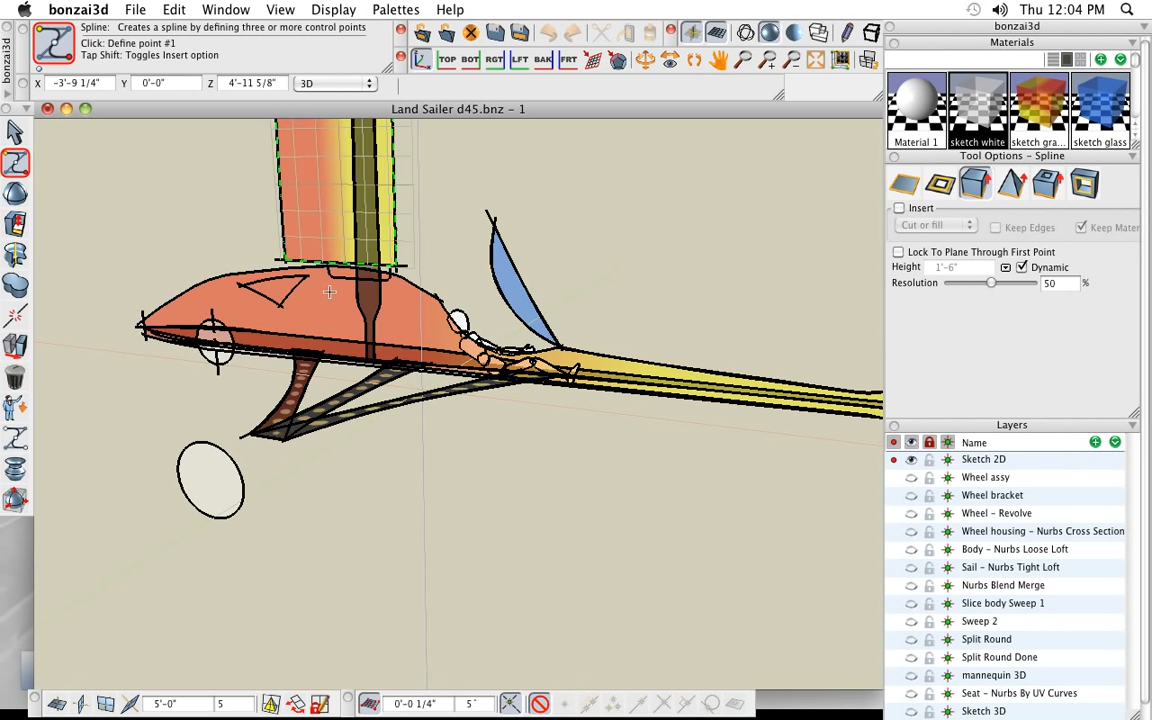 bonzai3d File Edit Window View Display Palettes Help Thu 12:04 PM
bonzai3d
Spline: Creates a spline by defining three or more control points
Click: Define point #1
Tap Shift: Toggles Insert option
TOP BOT RGT LFT BAK FRT
X -3'-9 1/4" Y 0'-0" Z 4'-11 5/8" 3D
Land Sailer d45.bnz - 1
bonzai3d
Materials
Material 1 sketch white sketch gra... sketch glass
Tool Options - Spline
Insert
Cut or fill Keep Edges Keep Mater
Lock To Plane Through First Point
Height 1'-6" Dynamic
Resolution 50 %
Layers
Name
Sketch 2D
Wheel assy
Wheel bracket
Wheel - Revolve
Wheel housing - Nurbs Cross Section
Body - Nurbs Loose Loft
Sail - Nurbs Tight Loft
Nurbs Blend Merge
Slice body Sweep 1
Sweep 2
Split Round
Split Round Done
mannequin 3D
Seat - Nurbs By UV Curves
Sketch 3D
5'-0" 5 0'-0 1/4" 5°